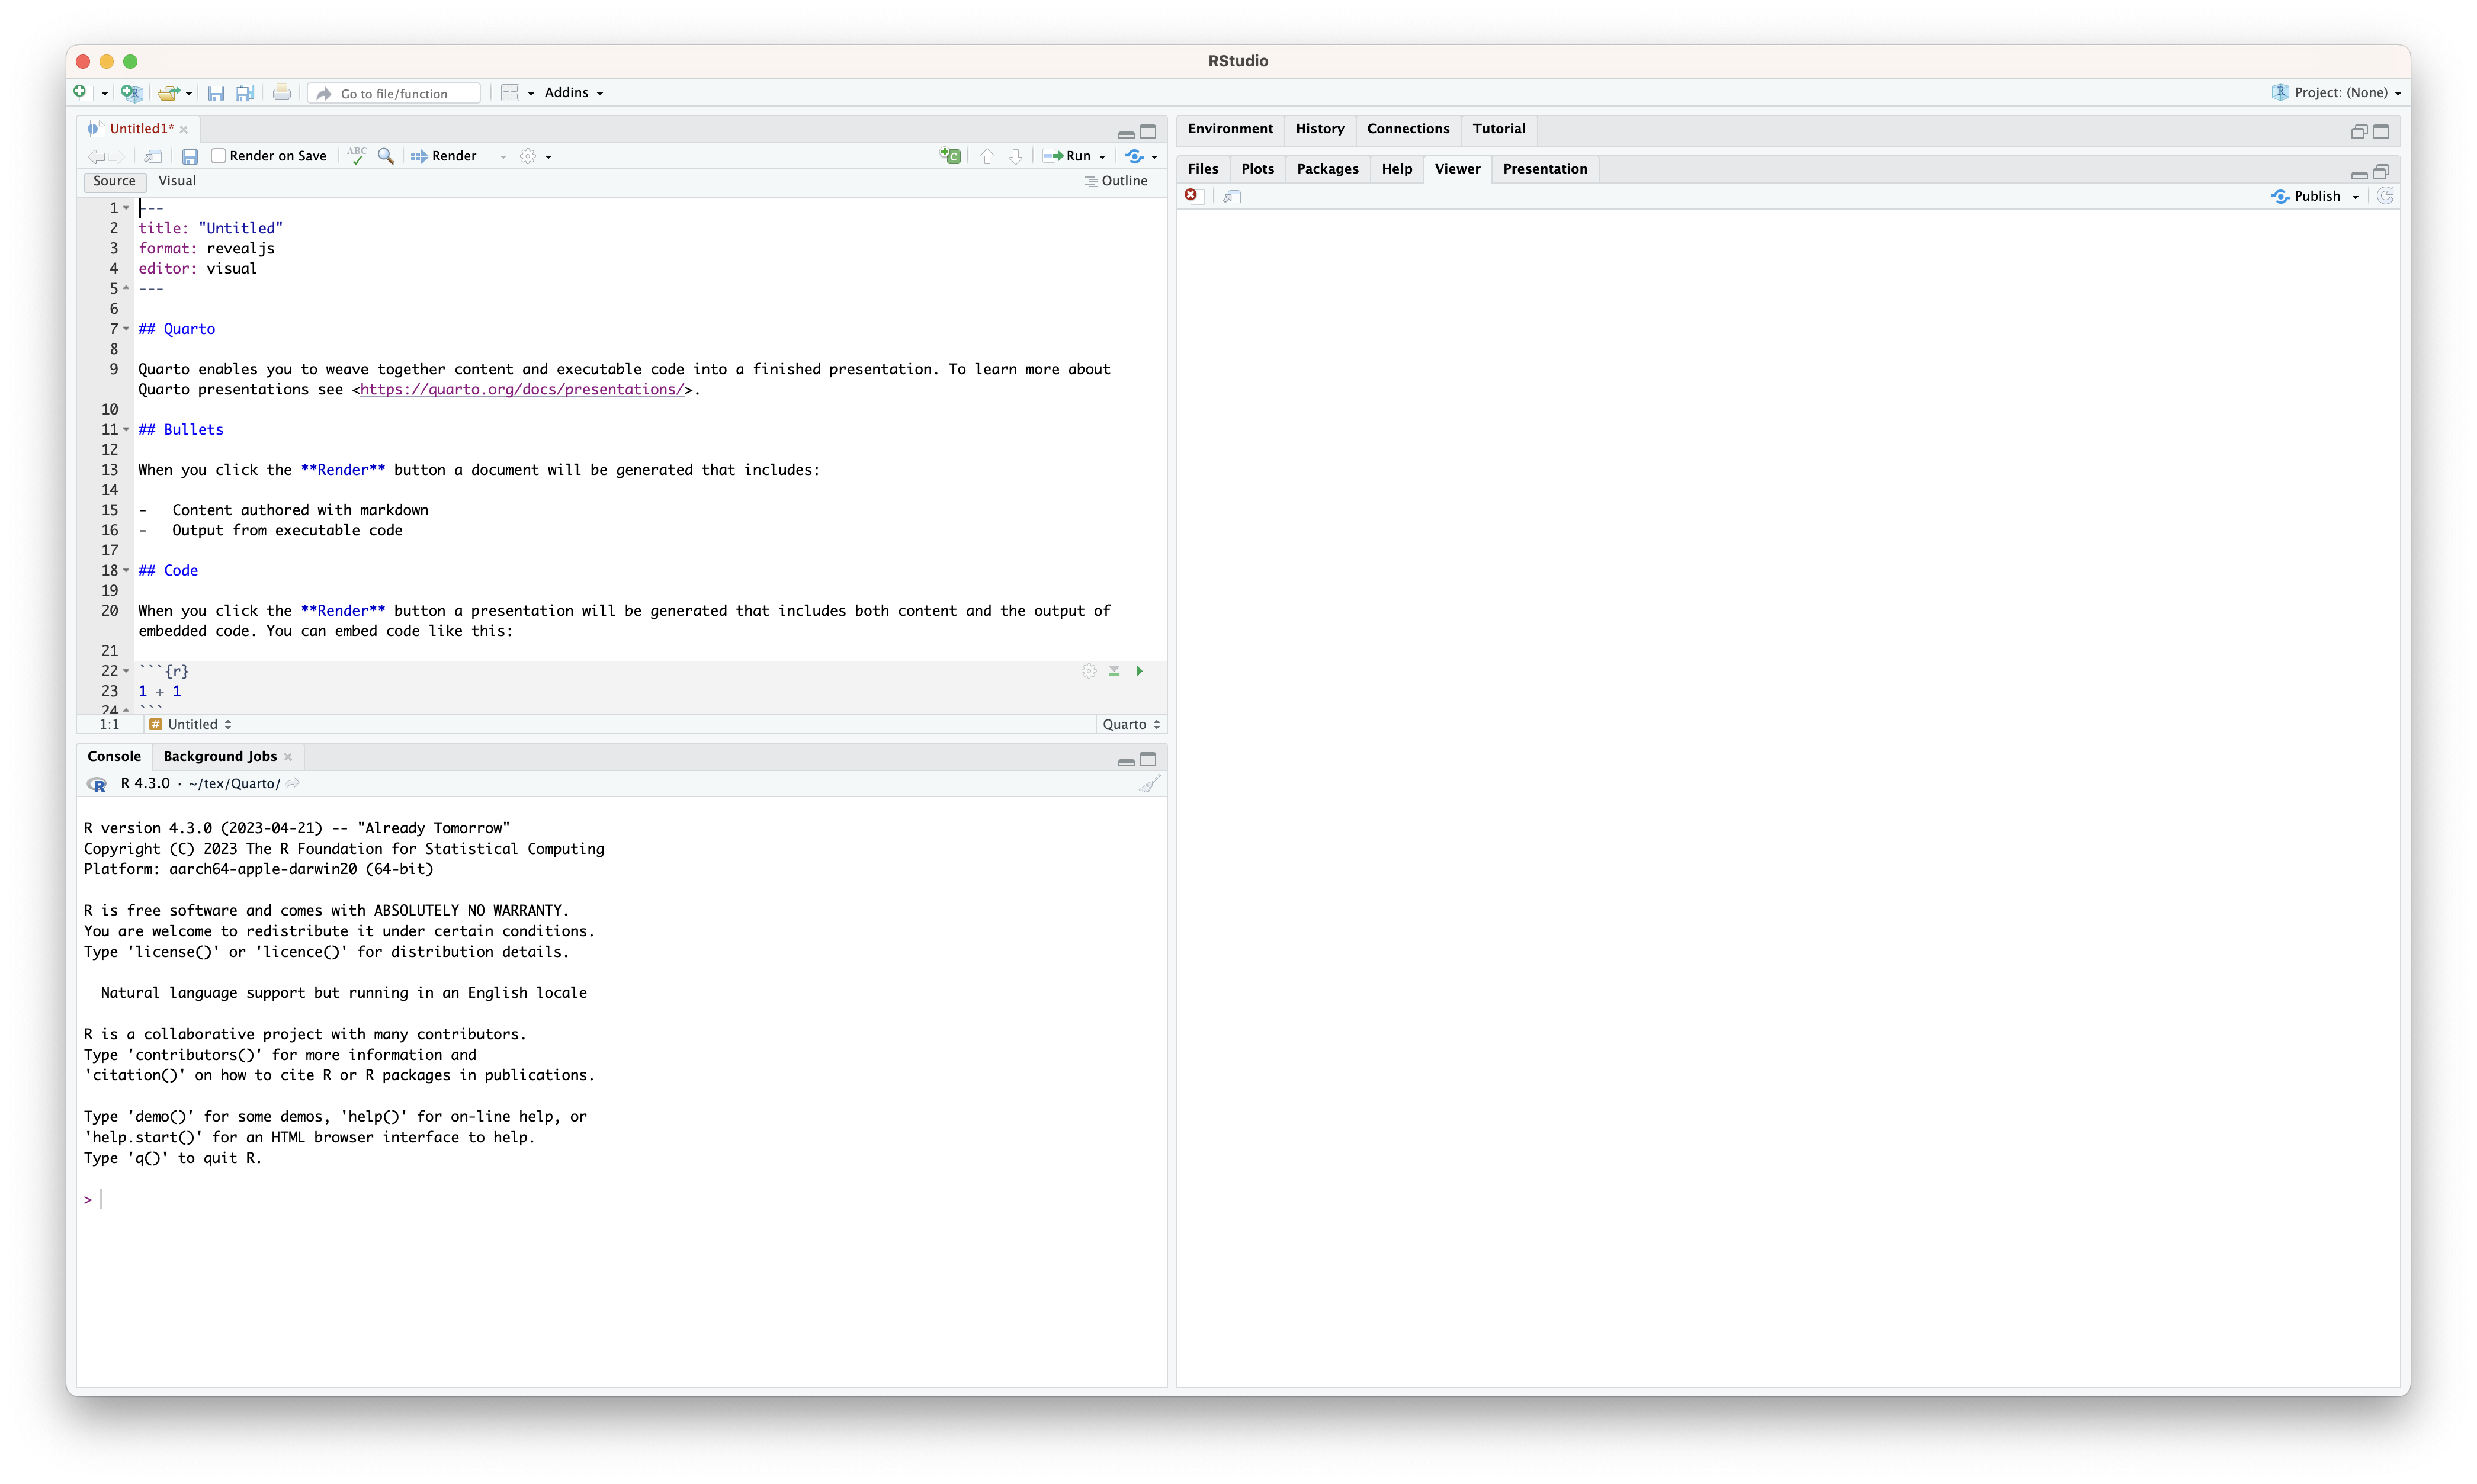 RStudio
Go to file/function
Addins
Project: (None)
Untitled1*
Render on Save
ABC
Render
Run
Source
Visual
Outline
1 ---
2 title: "Untitled"
3 format: revealjs
4 editor: visual
5 ---
6
7 ## Quarto
8
9 Quarto enables you to weave together content and executable code into a finished presentation. To learn more about
Quarto presentations see <https://quarto.org/docs/presentations/>.
10
11 ## Bullets
12
13 When you click the **Render** button a document will be generated that includes:
14
15 -   Content authored with markdown
16 -   Output from executable code
17
18 ## Code
19
20 When you click the **Render** button a presentation will be generated that includes both content and the output of
embedded code. You can embed code like this:
21
22 ```{r}
23 1 + 1
24 ```
1:1
# Untitled
Quarto
Console
Background Jobs
R 4.3.0 · ~/tex/Quarto/
R version 4.3.0 (2023-04-21) -- "Already Tomorrow"
Copyright (C) 2023 The R Foundation for Statistical Computing
Platform: aarch64-apple-darwin20 (64-bit)
R is free software and comes with ABSOLUTELY NO WARRANTY.
You are welcome to redistribute it under certain conditions.
Type 'license()' or 'licence()' for distribution details.
Natural language support but running in an English locale
R is a collaborative project with many contributors.
Type 'contributors()' for more information and
'citation()' on how to cite R or R packages in publications.
Type 'demo()' for some demos, 'help()' for on-line help, or
'help.start()' for an HTML browser interface to help.
Type 'q()' to quit R.
>
Environment
History
Connections
Tutorial
Files
Plots
Packages
Help
Viewer
Presentation
Publish